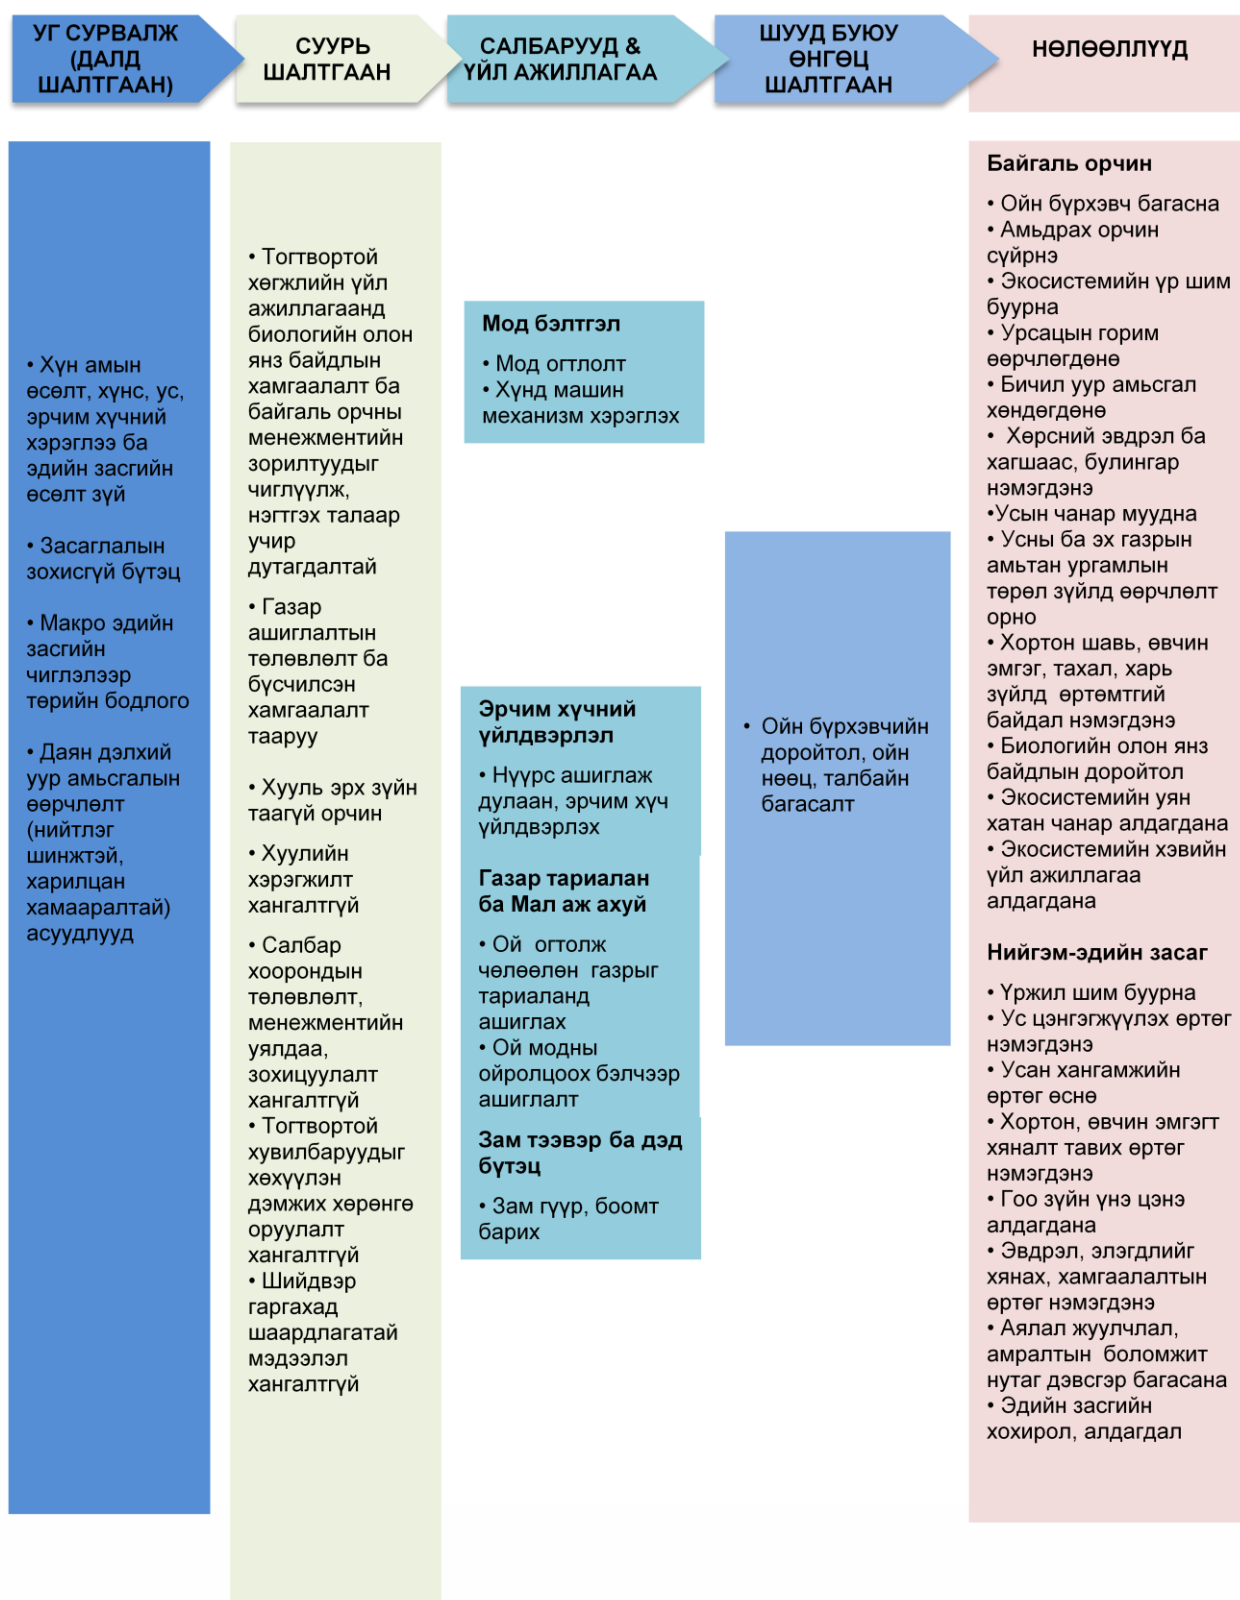 УГ СУРВАЛЖ
(ДАЛД
ШАЛТГААН)
СУУРЬ
ШАЛТГААН
САЛБАРУУД &
ҮЙЛ АЖИЛЛАГАА
ШУУД БУЮУ
ӨНГӨЦ
ШАЛТГААН
НӨЛӨӨЛЛҮҮД
• Хүн амын
өсөлт, хүнс, ус,
эрчим хүчний
хэрэглээ ба
эдийн засгийн
өсөлт зүй
• Засаглалын
зохисгүй бүтэц
• Макро эдийн
засгийн
чиглэлээр
төрийн бодлого
• Даян дэлхий
уур амьсгалын
өөрчлөлт
(нийтлэг
шинжтэй,
харилцан
хамааралтай)
асуудлууд
• Тогтвортой
хөгжлийн үйл
ажиллагаанд
биологийн олон
янз байдлын
хамгаалалт ба
байгаль орчны
менежментийн
зорилтуудыг
чиглүүлж,
нэгтгэх талаар
учир
дутагдалтай
• Газар
ашиглалтын
төлөвлөлт ба
бүсчилсэн
хамгаалалт
тааруу
• Хууль эрх зүйн
таагүй орчин
• Хуулийн
хэрэгжилт
хангалтгүй
• Салбар
хоорондын
төлөвлөлт,
менежментийн
уялдаа,
зохицуулалт
хангалтгүй
• Тогтвортой
хувилбаруудыг
хөхүүлэн
дэмжих хөрөнгө
оруулалт
хангалтгүй
• Шийдвэр
гаргахад
шаардлагатай
мэдээлэл
хангалтгүй
Мод бэлтгэл
• Мод огтлолт
• Хүнд машин
механизм хэрэглэх
Эрчим хүчний
үйлдвэрлэл
• Нүүрс ашиглаж
дулаан, эрчим хүч
үйлдвэрлэх
Газар тариалан
ба Мал аж ахуй
• Ой огтолж
чөлөөлөн газрыг
тариаланд
ашиглах
• Ой модны
ойролцоох бэлчээр
ашиглалт
Зам тээвэр ба дэд
бүтэц
• Зам гүүр, боомт
барих
• Ойн бүрхэвчийн
доройтол, ойн
нөөц, талбайн
багасалт
Байгаль орчин
• Ойн бүрхэвч багасна
• Амьдрах орчин
сүйрнэ
• Экосистемийн үр шим
буурна
• Урсацын горим
өөрчлөгдөнө
• Бичил уур амьсгал
хөндөгдөнө
• Хөрсний эвдрэл ба
хагшаас, булингар
нэмэгдэнэ
•Усын чанар муудна
• Усны ба эх газрын
амьтан ургамлын
төрөл зүйлд өөрчлөлт
орно
• Хортон шавь, өвчин
эмгэг, тахал, харь
зүйлд өртөмтгий
байдал нэмэгдэнэ
• Биологийн олон янз
байдлын доройтол
• Экосистемийн уян
хатан чанар алдагдана
• Экосистемийн хэвийн
үйл ажиллагаа
алдагдана
Нийгэм-эдийн засаг
• Үржил шим буурна
• Ус цэнгэгжүүлэх өртөг
нэмэгдэнэ
• Усан хангамжийн
өртөг өснө
• Хортон, өвчин эмгэгт
хяналт тавих өртөг
нэмэгдэнэ
• Гоо зүйн үнэ цэнэ
алдагдана
• Эвдрэл, элэгдлийг
хянах, хамгаалалтын
өртөг нэмэгдэнэ
• Аялал жуулчлал,
амралтын боломжит
нутаг дэвсгэр багасана
• Эдийн засгийн
хохирол, алдагдал